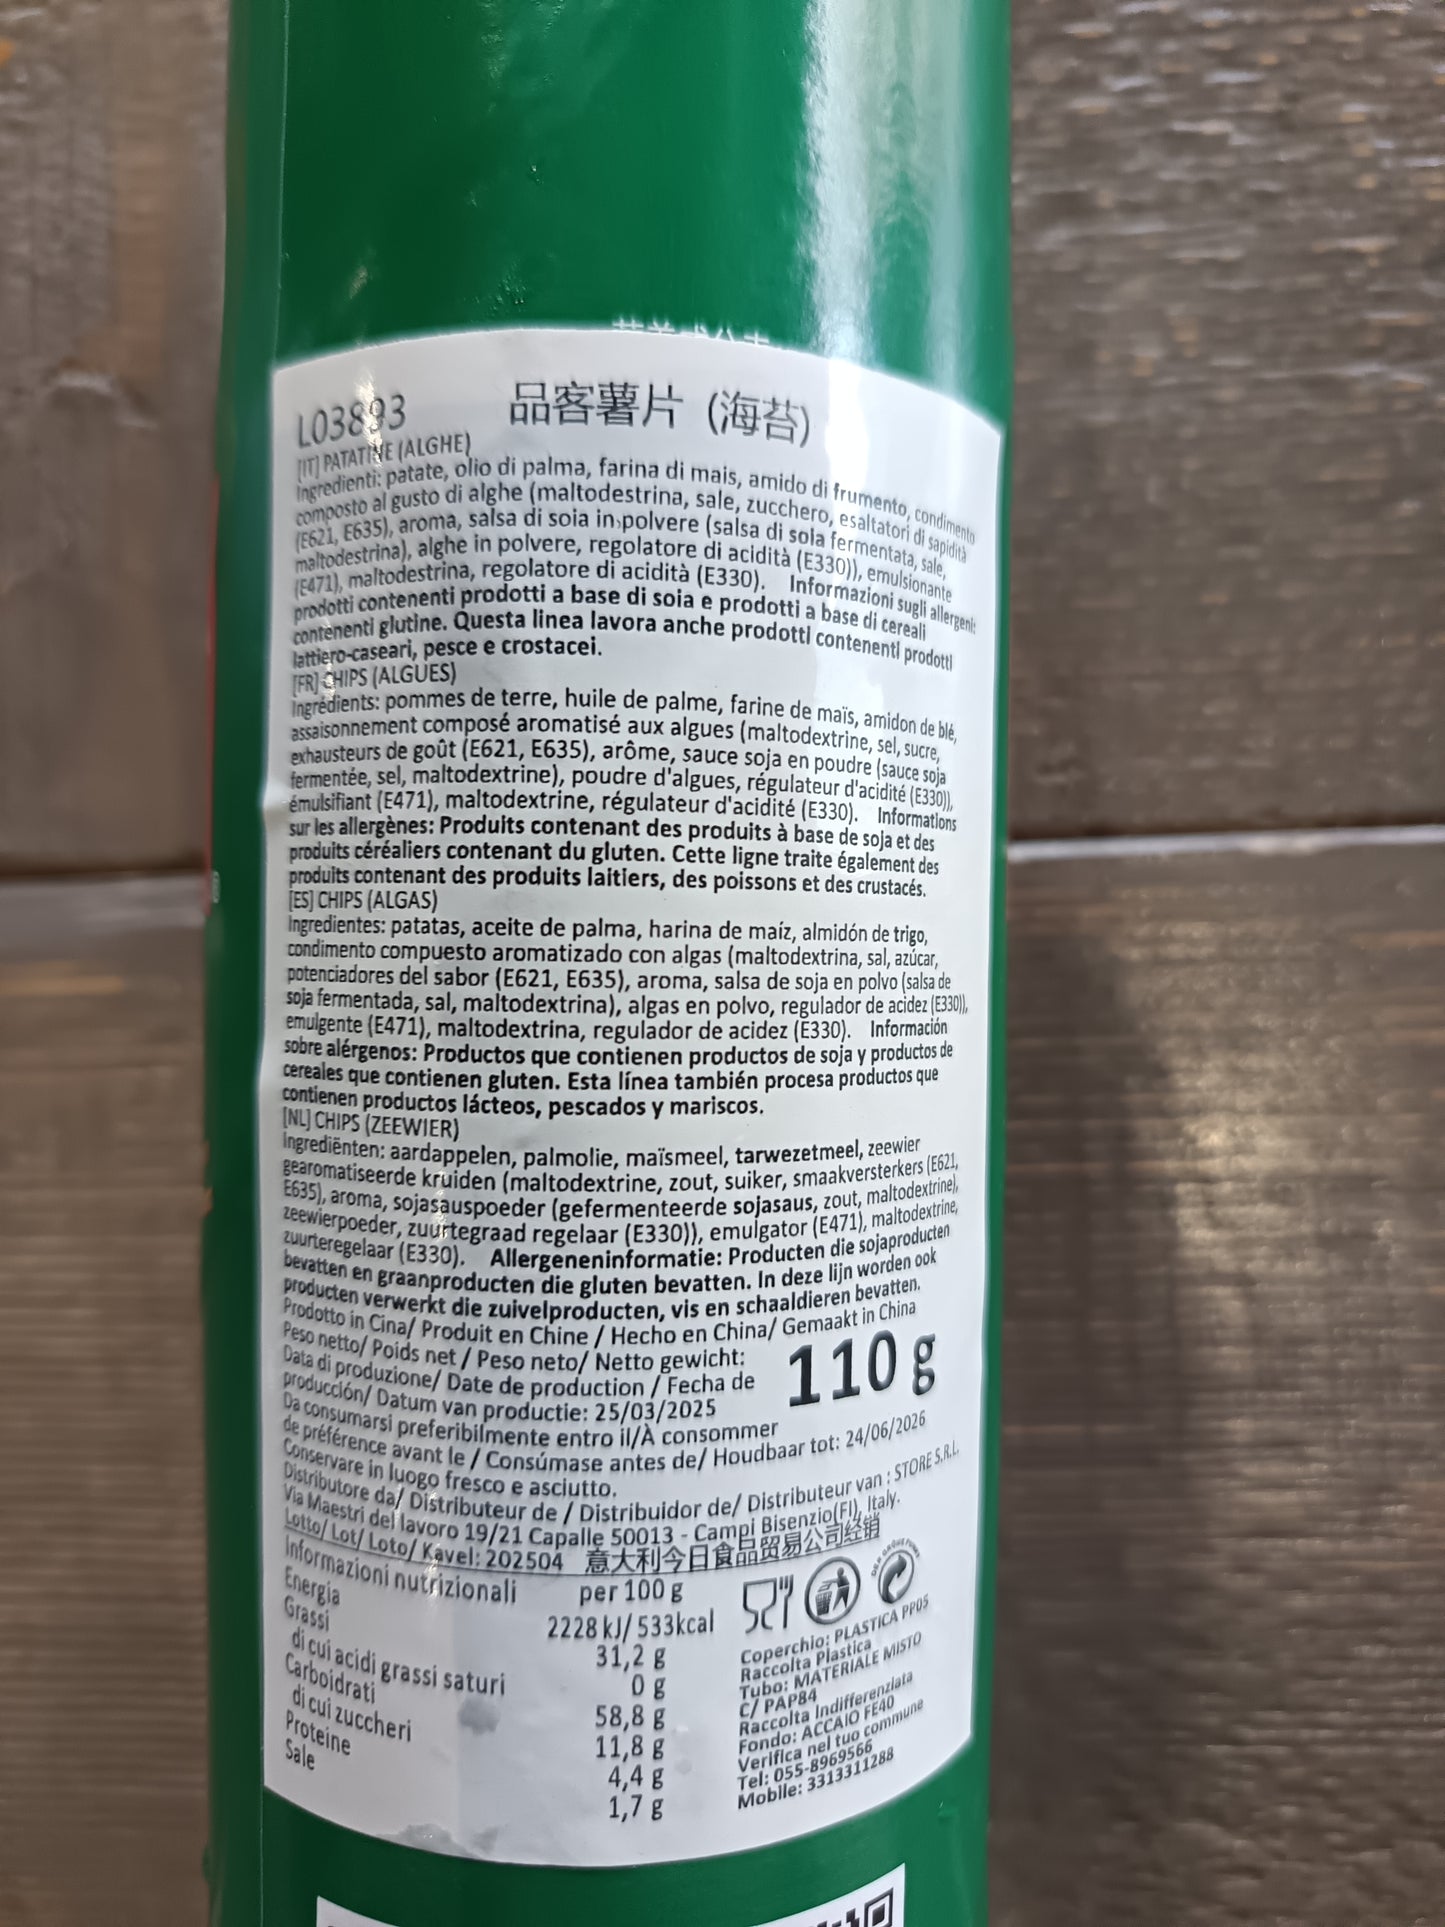 L03893 品客薯片 (海苔)
[IT] PATATINE (ALGHE)
Ingredienti: patate, olio di palma, farina di mais, amido di frumento, condimento
composto al gusto di alghe (maltodestrina, sale, zucchero, esaltatori di sapidità
(E621, E635), aroma, salsa di soia in polvere (salsa di soia fermentata, sale,
maltodestrina), alghe in polvere, regolatore di acidità (E330)), emulsionante
(E471), maltodestrina, regolatore di acidità (E330). Informazioni sugli allergeni:
prodotti contenenti prodotti a base di soia e prodotti a base di cereali
contenenti glutine. Questa linea lavora anche prodotti contenenti prodotti
lattiero-caseari, pesce e crostacei.
[FR] CHIPS (ALGUES)
Ingrédients: pommes de terre, huile de palme, farine de maïs, amidon de blé,
assaisonnement composé aromatisé aux algues (maltodextrine, sel, sucre,
exhausteurs de goût (E621, E635), arôme, sauce soja en poudre (sauce soja
fermentée, sel, maltodextrine), poudre d'algues, régulateur d'acidité (E330)),
émulsifiant (E471), maltodextrine, régulateur d'acidité (E330). Informations
sur les allergènes: Produits contenant des produits à base de soja et des
produits céréaliers contenant du gluten. Cette ligne traite également des
produits contenant des produits laitiers, des poissons et des crustacés.
[ES] CHIPS (ALGAS)
Ingredientes: patatas, aceite de palma, harina de maíz, almidón de trigo,
condimento compuesto aromatizado con algas (maltodextrina, sal, azúcar,
potenciadores del sabor (E621, E635), aroma, salsa de soja en polvo (salsa de
soja fermentada, sal, maltodextrina), algas en polvo, regulador de acidez (E330)),
emulgente (E471), maltodextrina, regulador de acidez (E330). Información
sobre alérgenos: Productos que contienen productos de soja y productos de
cereales que contienen gluten. Esta línea también procesa productos que
contienen productos lácteos, pescados y mariscos.
[NL] CHIPS (ZEEWIER)
Ingrediënten: aardappelen, palmolie, maïsmeel, tarwezetmeel, zeewier
gearomatiseerde kruiden (maltodextrine, zout, suiker, smaakversterkers (E621,
E635), aroma, sojasauspoeder (gefermenteerde sojasaus, zout, maltodextrine),
zeewierpoeder, zuurtegraad regelaar (E330)), emulgator (E471), maltodextrine,
zuurteregelaar (E330). Allergeneninformatie: Producten die sojaproducten
bevatten en graanproducten die gluten bevatten. In deze lijn worden ook
producten verwerkt die zuivelproducten, vis en schaaldieren bevatten.
Prodotto in Cina/ Produit en Chine / Hecho en China/ Gemaakt in China
Peso netto/ Poids net / Peso neto/ Netto gewicht: 110 g
Data di produzione/ Date de production / Fecha de
producción/ Datum van productie: 25/03/2025
Da consumarsi preferibilmente entro il/À consommer
de préférence avant le / Consúmase antes de/ Houdbaar tot: 24/06/2026
Conservare in luogo fresco e asciutto.
Distributore da/ Distributeur de / Distribuidor de/ Distributeur van : STORE S.R.L.
Via Maestri del lavoro 19/21 Capalle 50013 - Campi Bisenzio(FI), Italy.
Lotto/ Lot/ Loto/ Kavel: 202504 意大利今日食品贸易公司经销
Informazioni nutrizionali per 100 g
Energia 2228 kJ/ 533kcal
Grassi 31,2 g
di cui acidi grassi saturi 0 g
Carboidrati 58,8 g
di cui zuccheri 11,8 g
Proteine 4,4 g
Sale 1,7 g
Coperchio: PLASTICA PP05
Raccolta Plastica
Tubo: MATERIALE MISTO
C/ PAP84
Raccolta Indifferenziata
Fondo: ACCAIO FE40
Verifica nel tuo commune
Tel: 055-8969566
Mobile: 3313311288